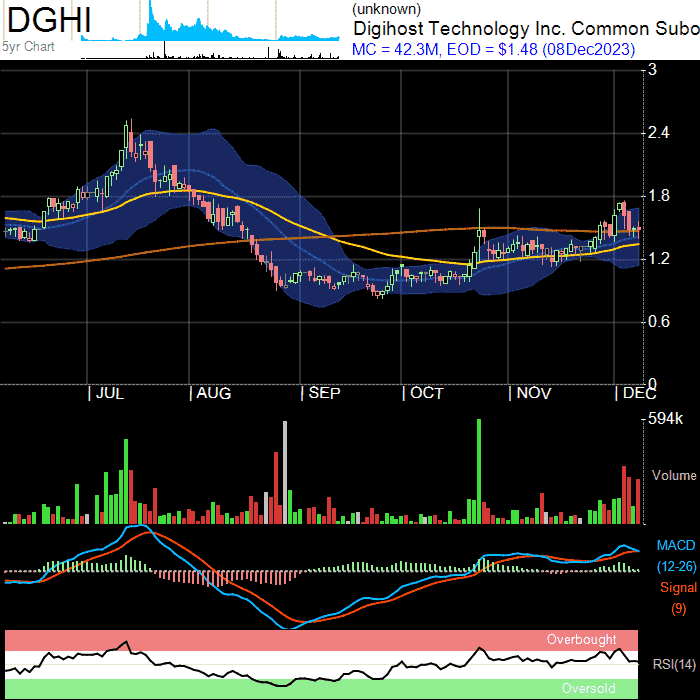 DGHI
5yr Chart
(unknown)
Digihost Technology Inc. Common Subo
MC = 42.3M, EOD = $1.48 (08Dec2023)
3
2.4
1.8
1.2
0.6
0
JUL AUG SEP OCT NOV DEC
594k
Volume
MACD
(12-26)
Signal
(9)
Overbought
RSI(14)
Oversold